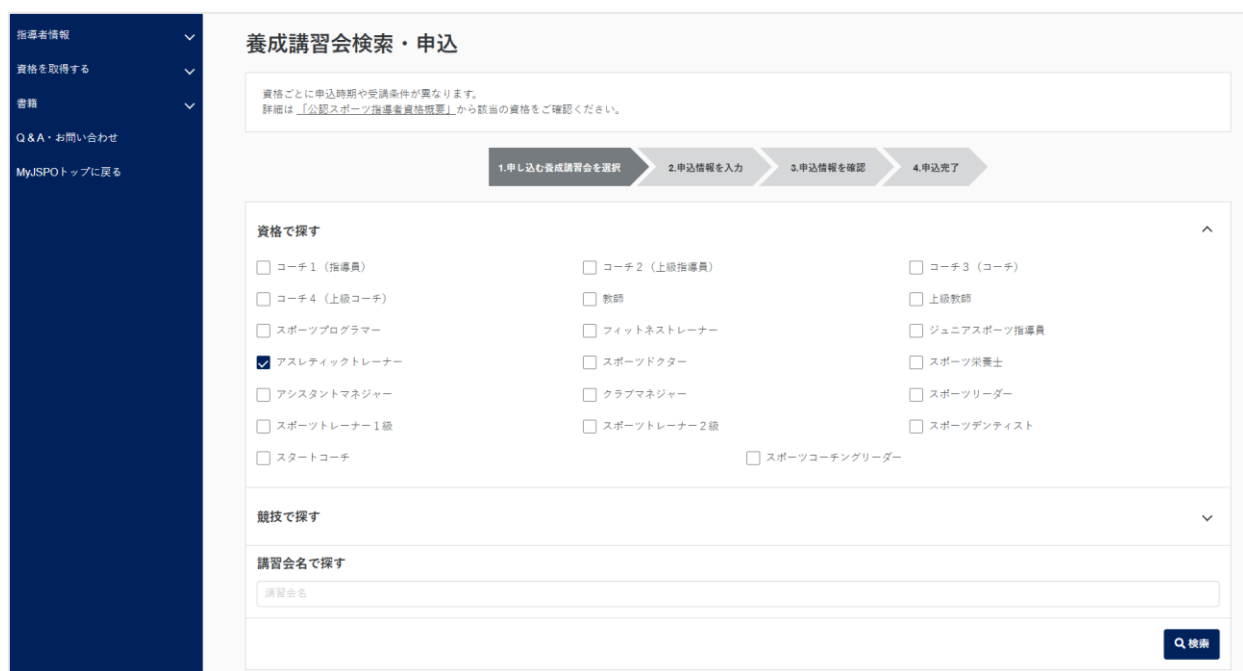 指導者情報
資格を取得する
書籍
Q&A・お問い合わせ
MyJSPOトップに戻る
養成講習会検索・申込
資格ごとに申込時期や受講条件が異なります。
詳細は「公認スポーツ指導者資格概要」から該当の資格をご確認ください。
1.申し込む養成講習会を選択 2.申込情報を入力 3.申込情報を確認 4.申込完了
資格で探す
コーチ1（指導員） コーチ2（上級指導員） コーチ3（コーチ）
コーチ4（上級コーチ） 教師 上級教師
スポーツプログラマー フィットネストレーナー ジュニアスポーツ指導員
アスレティックトレーナー スポーツドクター スポーツ栄養士
アシスタントマネジャー クラブマネジャー スポーツリーダー
スポーツトレーナー1級 スポーツトレーナー2級 スポーツデンティスト
スタートコーチ スポーツコーチングリーダー
競技で探す
講習会名で探す
講習会名
検索